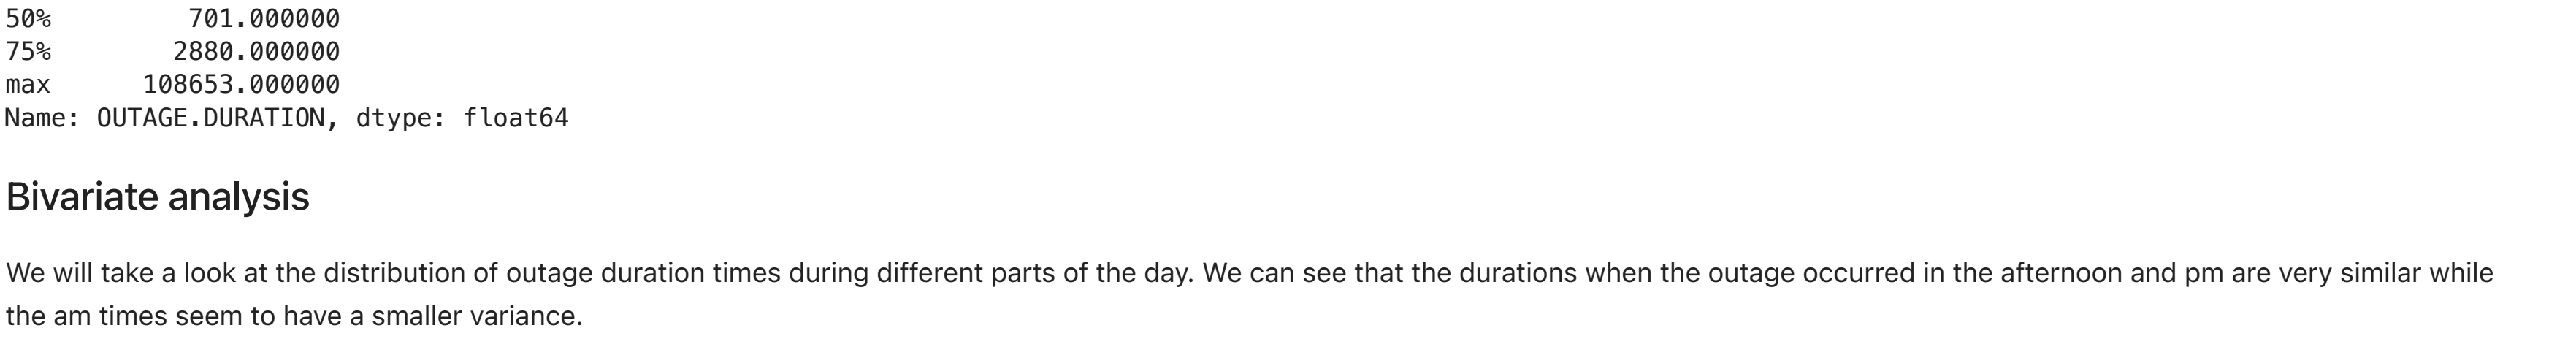 50%         701.000000
75%        2880.000000
max      108653.000000
Name: OUTAGE.DURATION, dtype: float64
Bivariate analysis
We will take a look at the distribution of outage duration times during different parts of the day. We can see that the durations when the outage occurred in the afternoon and pm are very similar while
the am times seem to have a smaller variance.